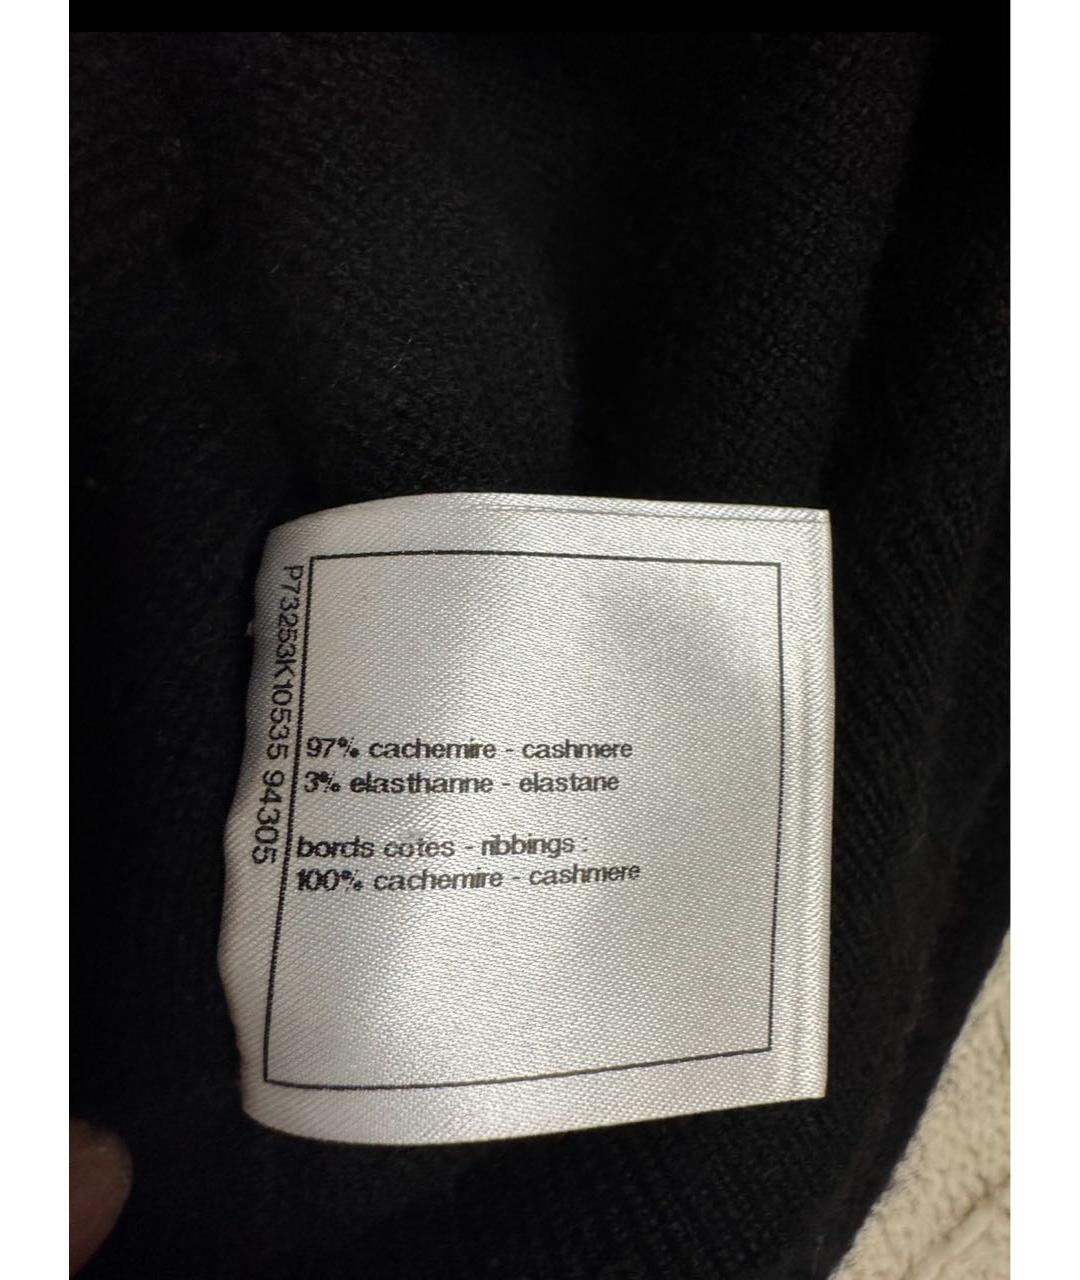 P73253K10535 94305
97% cachemire - cashmere
3% elasthanne - elastane
bords cotes - ribbings :
100% cachemire - cashmere